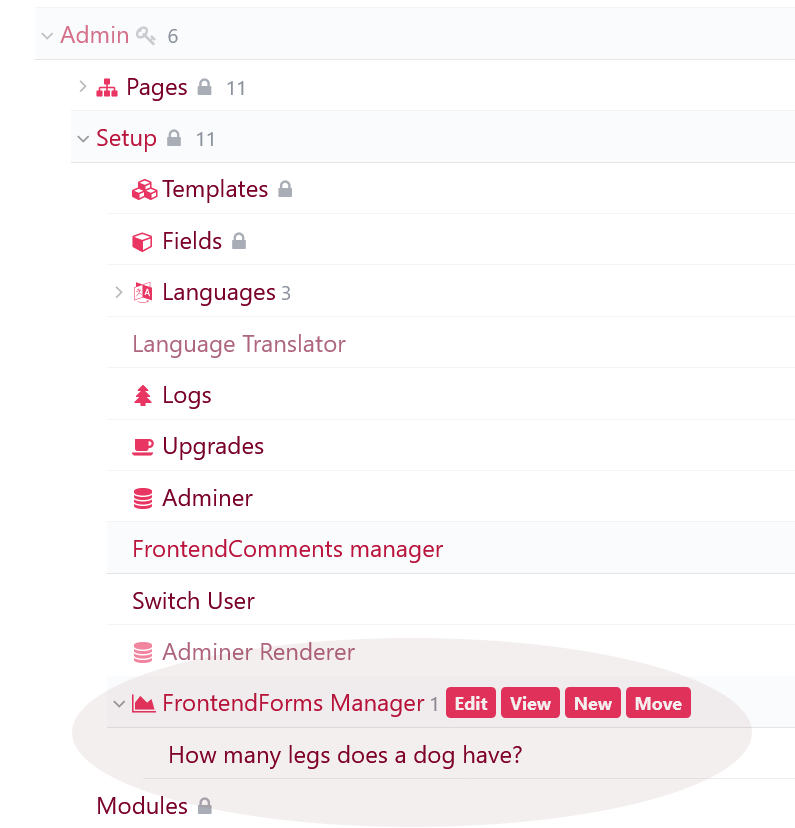 Admin 6
Pages 11
Setup 11
Templates
Fields
Languages 3
Language Translator
Logs
Upgrades
Adminer
FrontendComments manager
Switch User
Adminer Renderer
FrontendForms Manager 1 Edit View New Move
How many legs does a dog have?
Modules